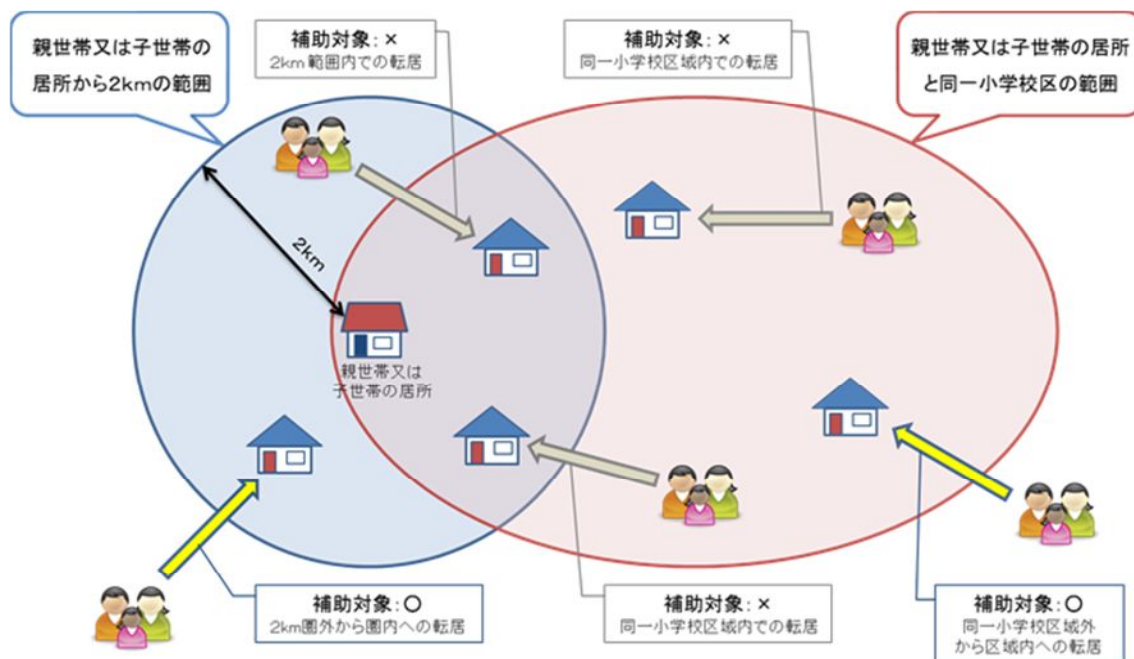 親世帯又は子世帯の
居所から2kmの範囲
補助対象：×
2km範囲内での転居
補助対象：×
同一小学校区域内での転居
親世帯又は子世帯の居所
と同一小学校区の範囲
2km
親世帯又は
子世帯の居所
補助対象：○
2km圏外から圏内への転居
補助対象：×
同一小学校区域内での転居
補助対象：○
同一小学校区域外
から区域内への転居